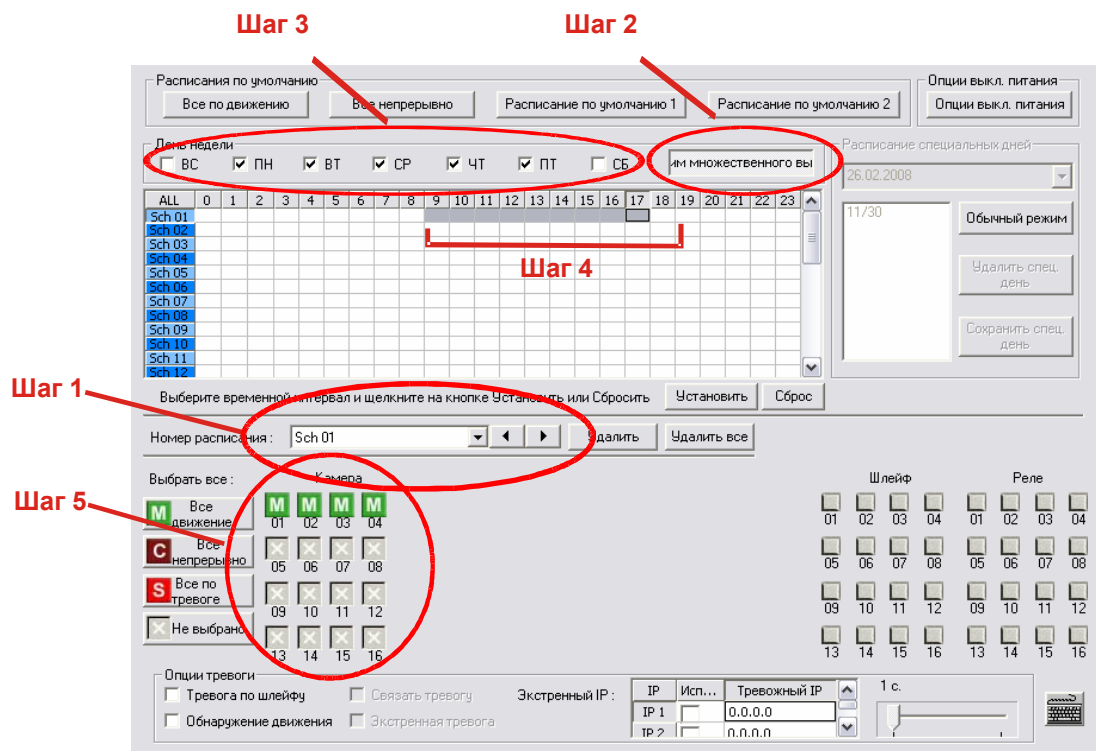 Шаг 3
Шаг 2
Расписания по умолчанию
Опции выкл. питания
Все по движению
Все непрерывно
Расписание по умолчанию 1
Расписание по умолчанию 2
Опции выкл. питания
День недели
Расписание специальных дней
ВС ПН ВТ СР ЧТ ПТ СБ
им множественного вы
26.02.2008
ALL 0 1 2 3 4 5 6 7 8 9 10 11 12 13 14 15 16 17 18 19 20 21 22 23
11/30
Обычный режим
Sch 01
Sch 02
Sch 03
Sch 04
Шаг 4
Удалить спец. день
Sch 05
Sch 06
Sch 07
Sch 08
Sch 09
Сохранить спец. день
Sch 10
Sch 11
Sch 12
Шаг 1
Выберите временной интервал и щелкните на кнопке Установить или Сбросить
Установить
Сброс
Номер расписания :
Sch 01
Удалить
Удалить все
Выбрать все :
Камера
Шлейф
Реле
Шаг 5
M Все движение
M M M M
01 02 03 04
01 02 03 04
01 02 03 04
C Все непрерывно
05 06 07 08
05 06 07 08
05 06 07 08
S Все по тревоге
09 10 11 12
09 10 11 12
09 10 11 12
Не выбрано
13 14 15 16
13 14 15 16
13 14 15 16
Опции тревоги
Тревога по шлейфу
Связать тревогу
Экстренный IP :
IP Исп... Тревожный IP
1 с.
IP 1 0.0.0.0
Обнаружение движения
Экстренная тревога
IP 2 0.0.0.0
S